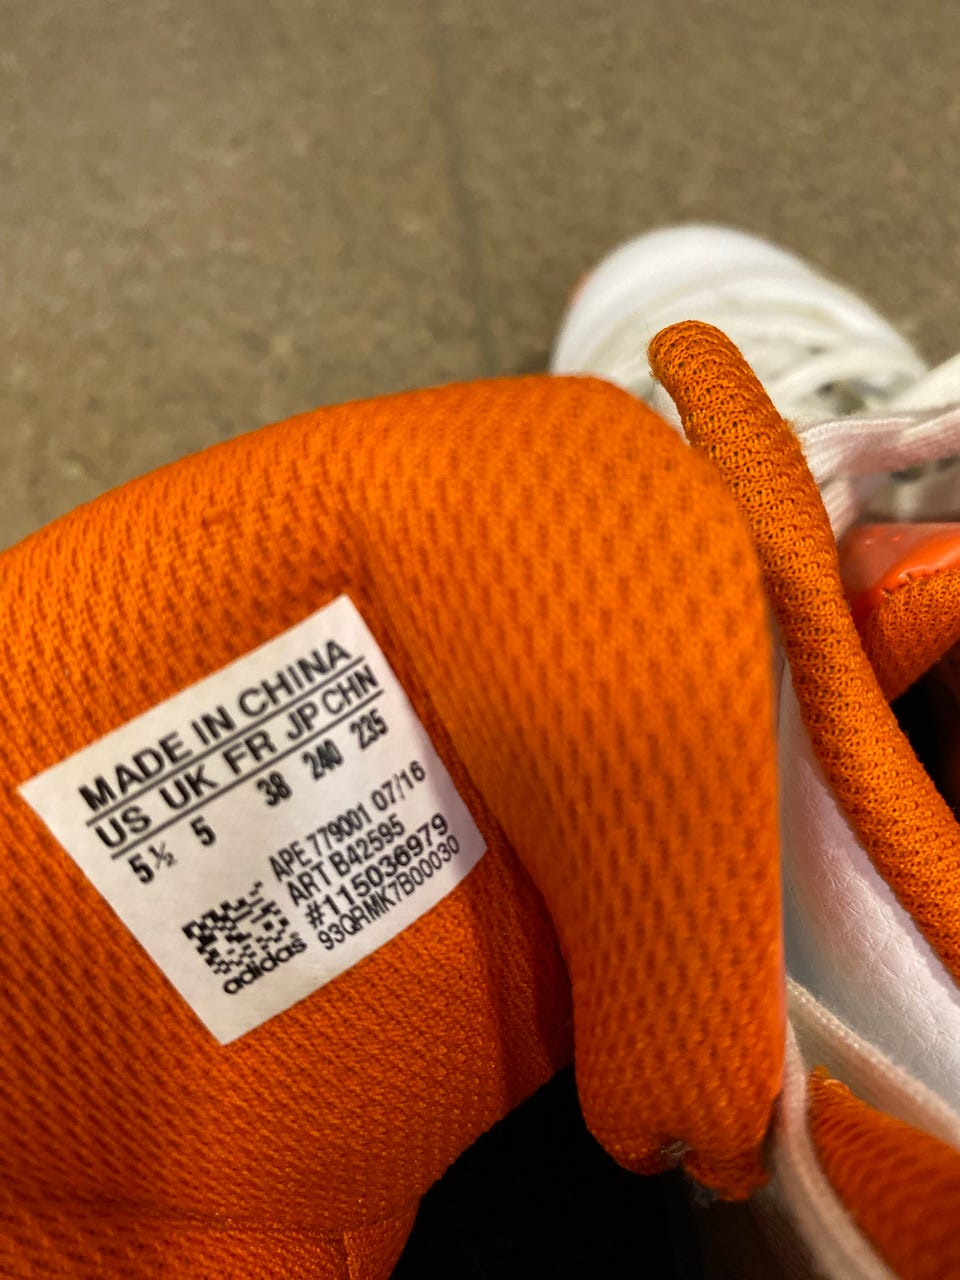 MADE IN CHINA
US UK FR JP CHN
5½ 5 38 240 235
APE 779001 07/16
ART B42595
#115036979
93QRMK7B00030
adidas